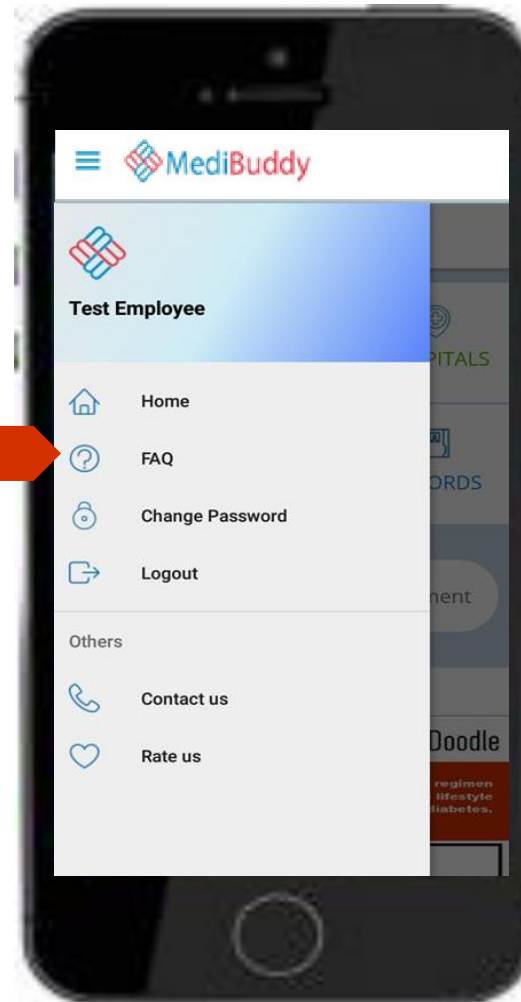 MediBuddy
Test Employee
PITALS
Home
FAQ
ORDS
Change Password
Logout
ment
Others
Contact us
Doodle
Rate us
regimen
lifestyle
diabetes.